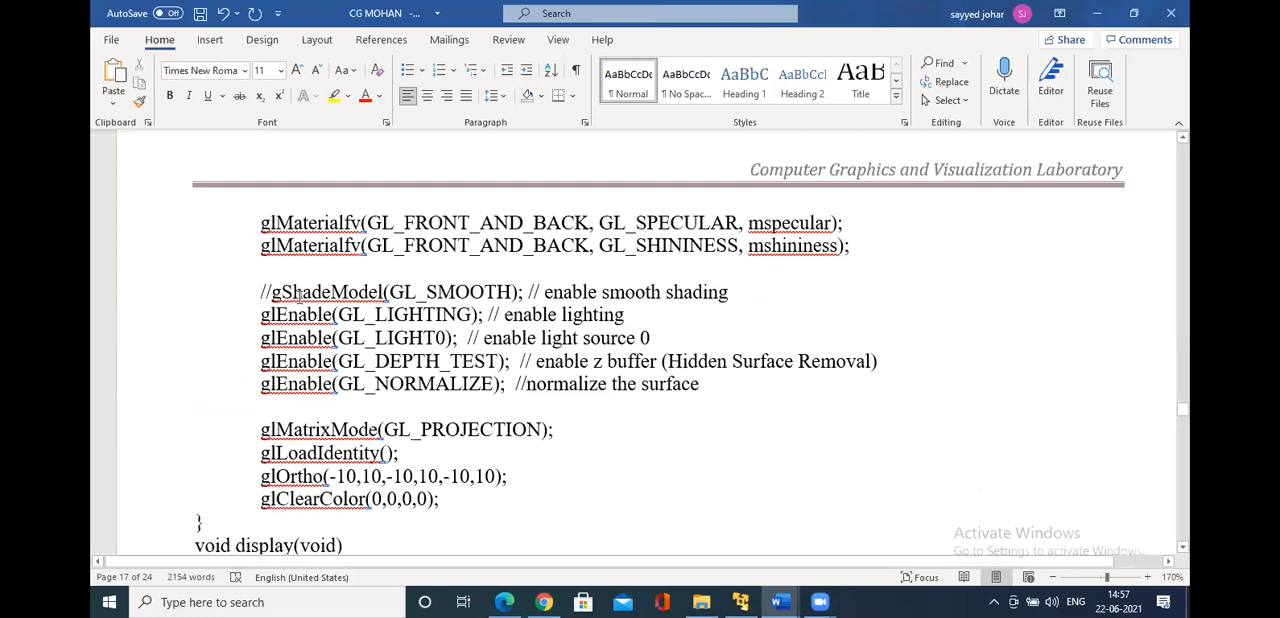 AutoSave Off CG MOHAN -... Search sayyed johar SJ
File Home Insert Design Layout References Mailings Review View Help Share Comments
Times New Roma 11 Aa AaBbCcDc AaBbCcDc AaBbC AaBbCcl AaB Find
Paste ¶ Normal ¶ No Spac... Heading 1 Heading 2 Title Replace Dictate Editor Reuse Files
B I U ab x₂ x² A A Select
Clipboard Font Paragraph Styles Editing Voice Editor Reuse Files
Computer Graphics and Visualization Laboratory
glMaterialfv(GL_FRONT_AND_BACK, GL_SPECULAR, mspecular);
glMaterialfv(GL_FRONT_AND_BACK, GL_SHININESS, mshininess);
//gShadeModel(GL_SMOOTH); // enable smooth shading
glEnable(GL_LIGHTING); // enable lighting
glEnable(GL_LIGHT0); // enable light source 0
glEnable(GL_DEPTH_TEST); // enable z buffer (Hidden Surface Removal)
glEnable(GL_NORMALIZE); //normalize the surface
glMatrixMode(GL_PROJECTION);
glLoadIdentity();
glOrtho(-10,10,-10,10,-10,10);
glClearColor(0,0,0,0);
}
void display(void)
Activate Windows
Go to Settings to activate Windows.
Page 17 of 24 2154 words English (United States) Focus 170%
Type here to search ENG 14:57
22-06-2021